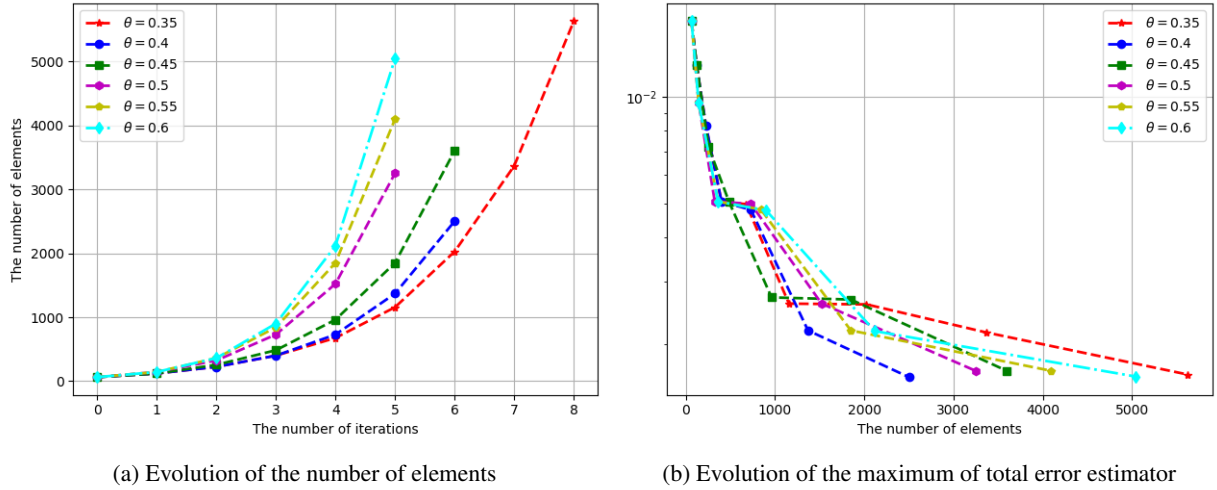 θ = 0.35
θ = 0.4
θ = 0.45
θ = 0.5
θ = 0.55
θ = 0.6
The number of elements
5000
4000
3000
2000
1000
0
0 1 2 3 4 5 6 7 8
The number of iterations
(a) Evolution of the number of elements
θ = 0.35
θ = 0.4
θ = 0.45
θ = 0.5
θ = 0.55
θ = 0.6
10⁻²
0 1000 2000 3000 4000 5000
The number of elements
(b) Evolution of the maximum of total error estimator